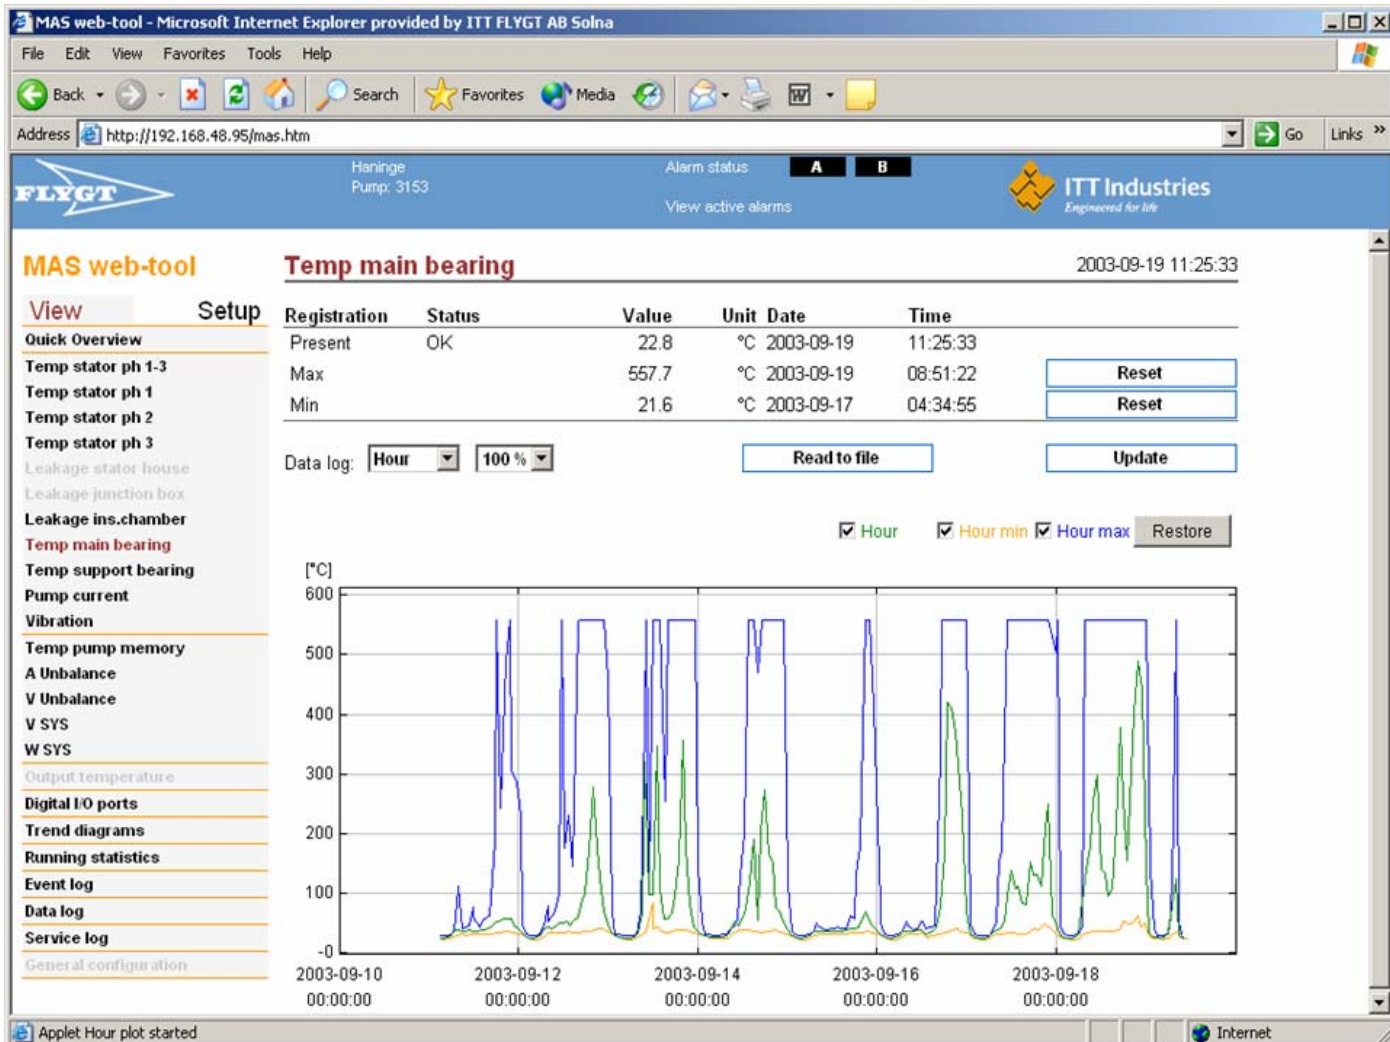 MAS web-tool - Microsoft Internet Explorer provided by ITT FLYGT AB Solna
File Edit View Favorites Tools Help
Back Search Favorites Media
Address http://192.168.48.95/mas.htm Go Links »
FLYGT
Haninge
Pump: 3153
Alarm status A B
View active alarms
ITT Industries
Engineered for life
MAS web-tool
View Setup
Quick Overview
Temp stator ph 1-3
Temp stator ph 1
Temp stator ph 2
Temp stator ph 3
Leakage stator house
Leakage junction box
Leakage ins.chamber
Temp main bearing
Temp support bearing
Pump current
Vibration
Temp pump memory
A Unbalance
V Unbalance
V SYS
W SYS
Output temperature
Digital I/O ports
Trend diagrams
Running statistics
Event log
Data log
Service log
General configuration
Temp main bearing 2003-09-19 11:25:33
Registration Status Value Unit Date Time
Present OK 22.8 °C 2003-09-19 11:25:33
Max 557.7 °C 2003-09-19 08:51:22 Reset
Min 21.6 °C 2003-09-17 04:34:55 Reset
Data log: Hour 100 % Read to file Update
Hour Hour min Hour max Restore
[°C]
600
500
400
300
200
100
-0
2003-09-10 2003-09-12 2003-09-14 2003-09-16 2003-09-18
00:00:00 00:00:00 00:00:00 00:00:00 00:00:00
Applet Hour plot started Internet